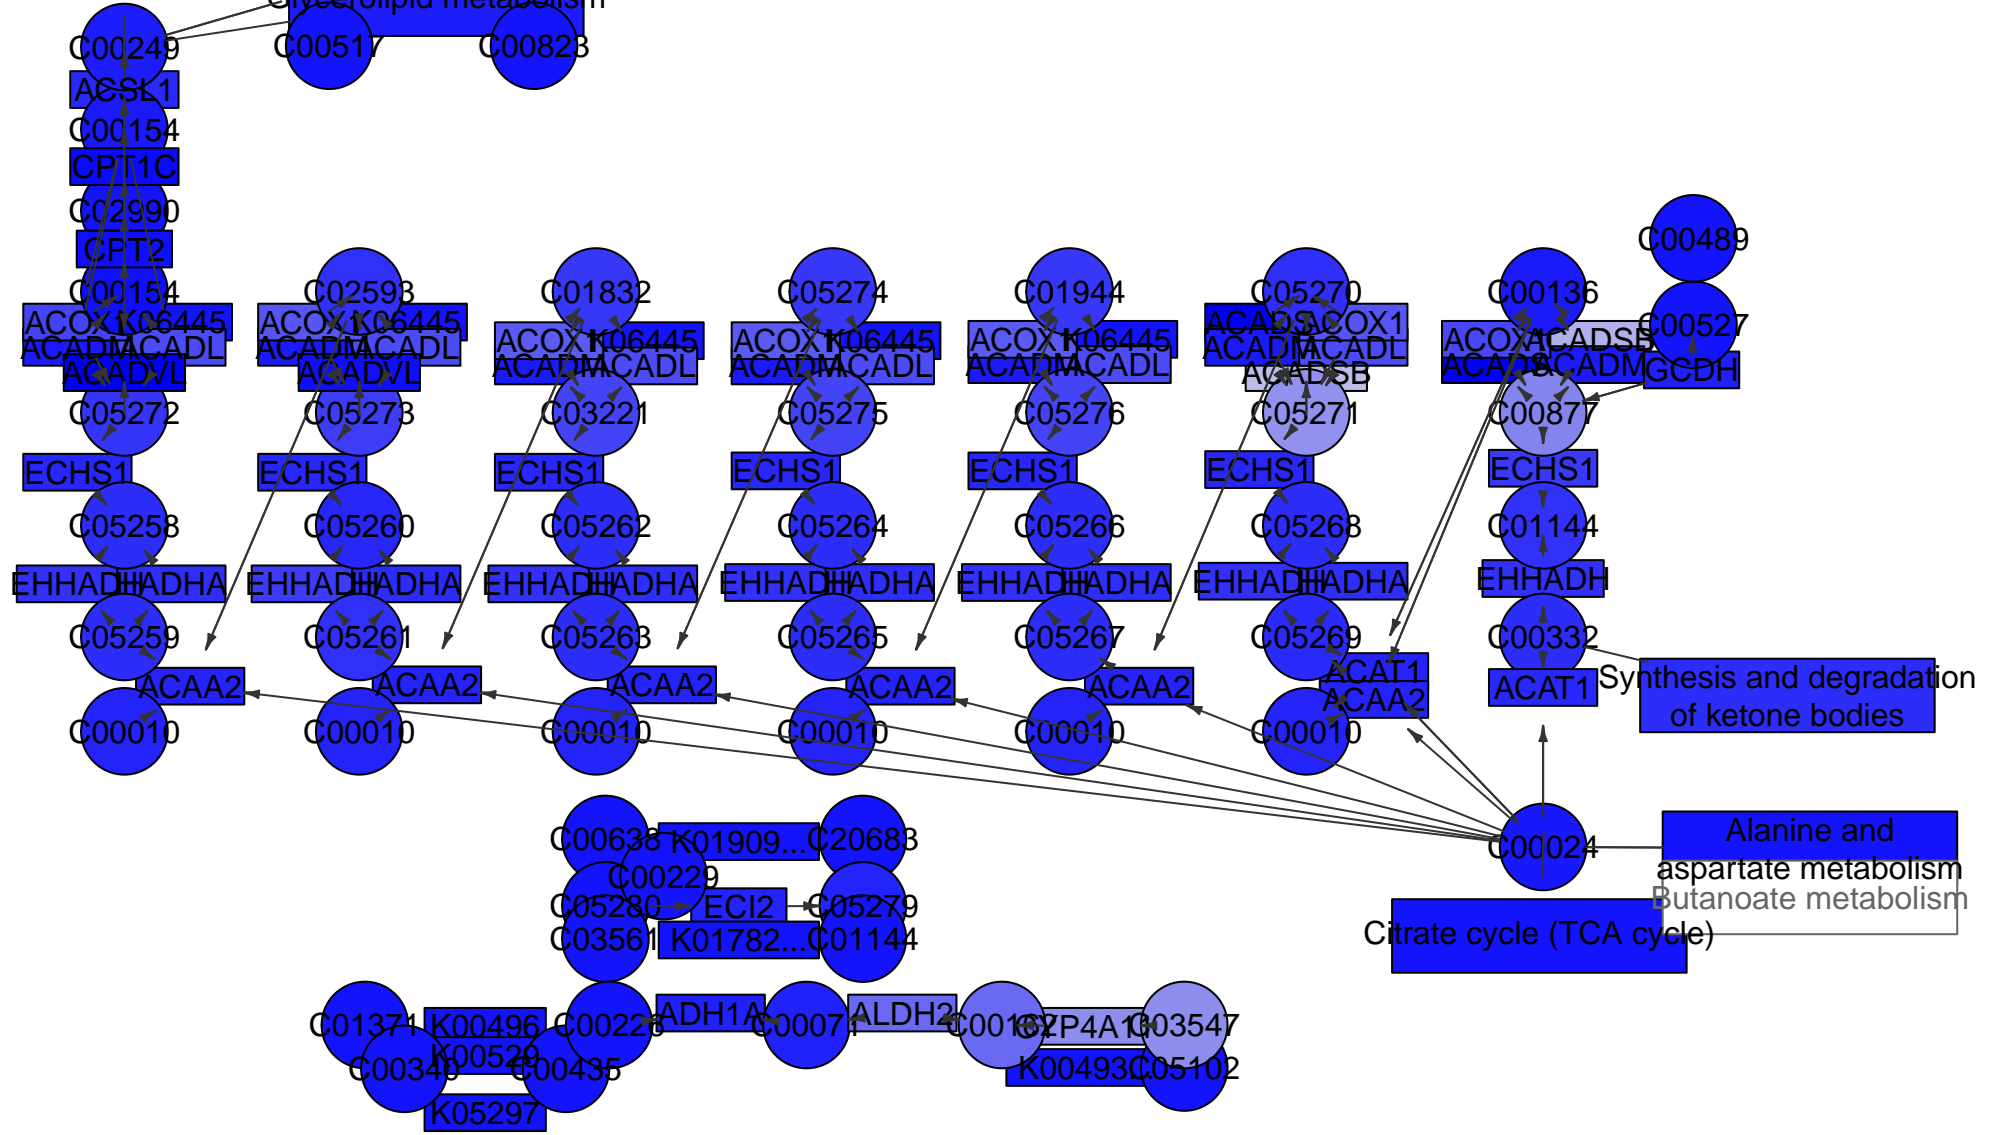 Glycerolipid metabolism
C00249
C00517
C00823
ACSL1
C00154
CPT1C
C02990
CPT2
C00489
C00154
C02593
C01832
C05274
C01944
C05270
C00136
C00527
ACOX1
K06445
ACOX1
K06445
ACOX1
K06445
ACOX1
K06445
ACOX1
K06445
ACADS
ACOX1
ACOX1
ACADSB
ACADM
ACADL
ACADM
ACADL
ACADM
ACADL
ACADM
ACADL
ACADM
ACADL
ACADM
ACADL
ACADS
ACADM
GCDH
ACADVL
ACADVL
ACADSB
C05272
C05273
C03221
C05275
C05276
C05271
C00877
ECHS1
ECHS1
ECHS1
ECHS1
ECHS1
ECHS1
ECHS1
C05258
C05260
C05262
C05264
C05266
C05268
C01144
EHHADH
HADHA
EHHADH
HADHA
EHHADH
HADHA
EHHADH
HADHA
EHHADH
HADHA
EHHADH
HADHA
EHHADH
C05259
C05261
C05263
C05265
C05267
C05269
C00332
ACAA2
ACAA2
ACAA2
ACAA2
ACAA2
ACAT1
ACAA2
ACAT1
Synthesis and degradation
of ketone bodies
C00010
C00010
C00010
C00010
C00010
C00010
C00638
K01909...
C20683
C00229
C00024
Alanine and
aspartate metabolism
Butanoate metabolism
C05280
ECI2
C05279
C03561
K01782...
C01144
Citrate cycle (TCA cycle)
C01371
K00496
C00226
ADH1A
C00071
ALDH2
C00162
CYP4A11
C03547
K00529
C00340
C00435
K00493...
C05102
K05297